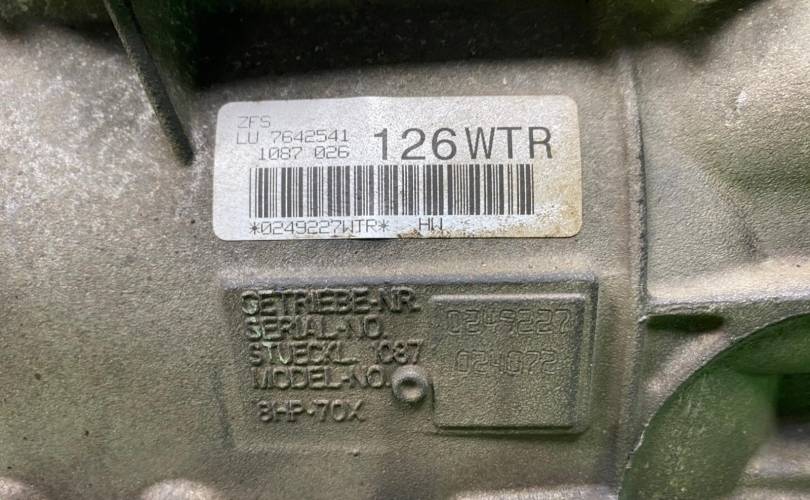 ZFS
LU 7642541
1087 026 126WTR
*0249227WTR* HW
GETRIEBE-NR.
SERIAL-NO. 0249227
STUECKL. 1087
MODEL-NO. 024072
8HP-70X